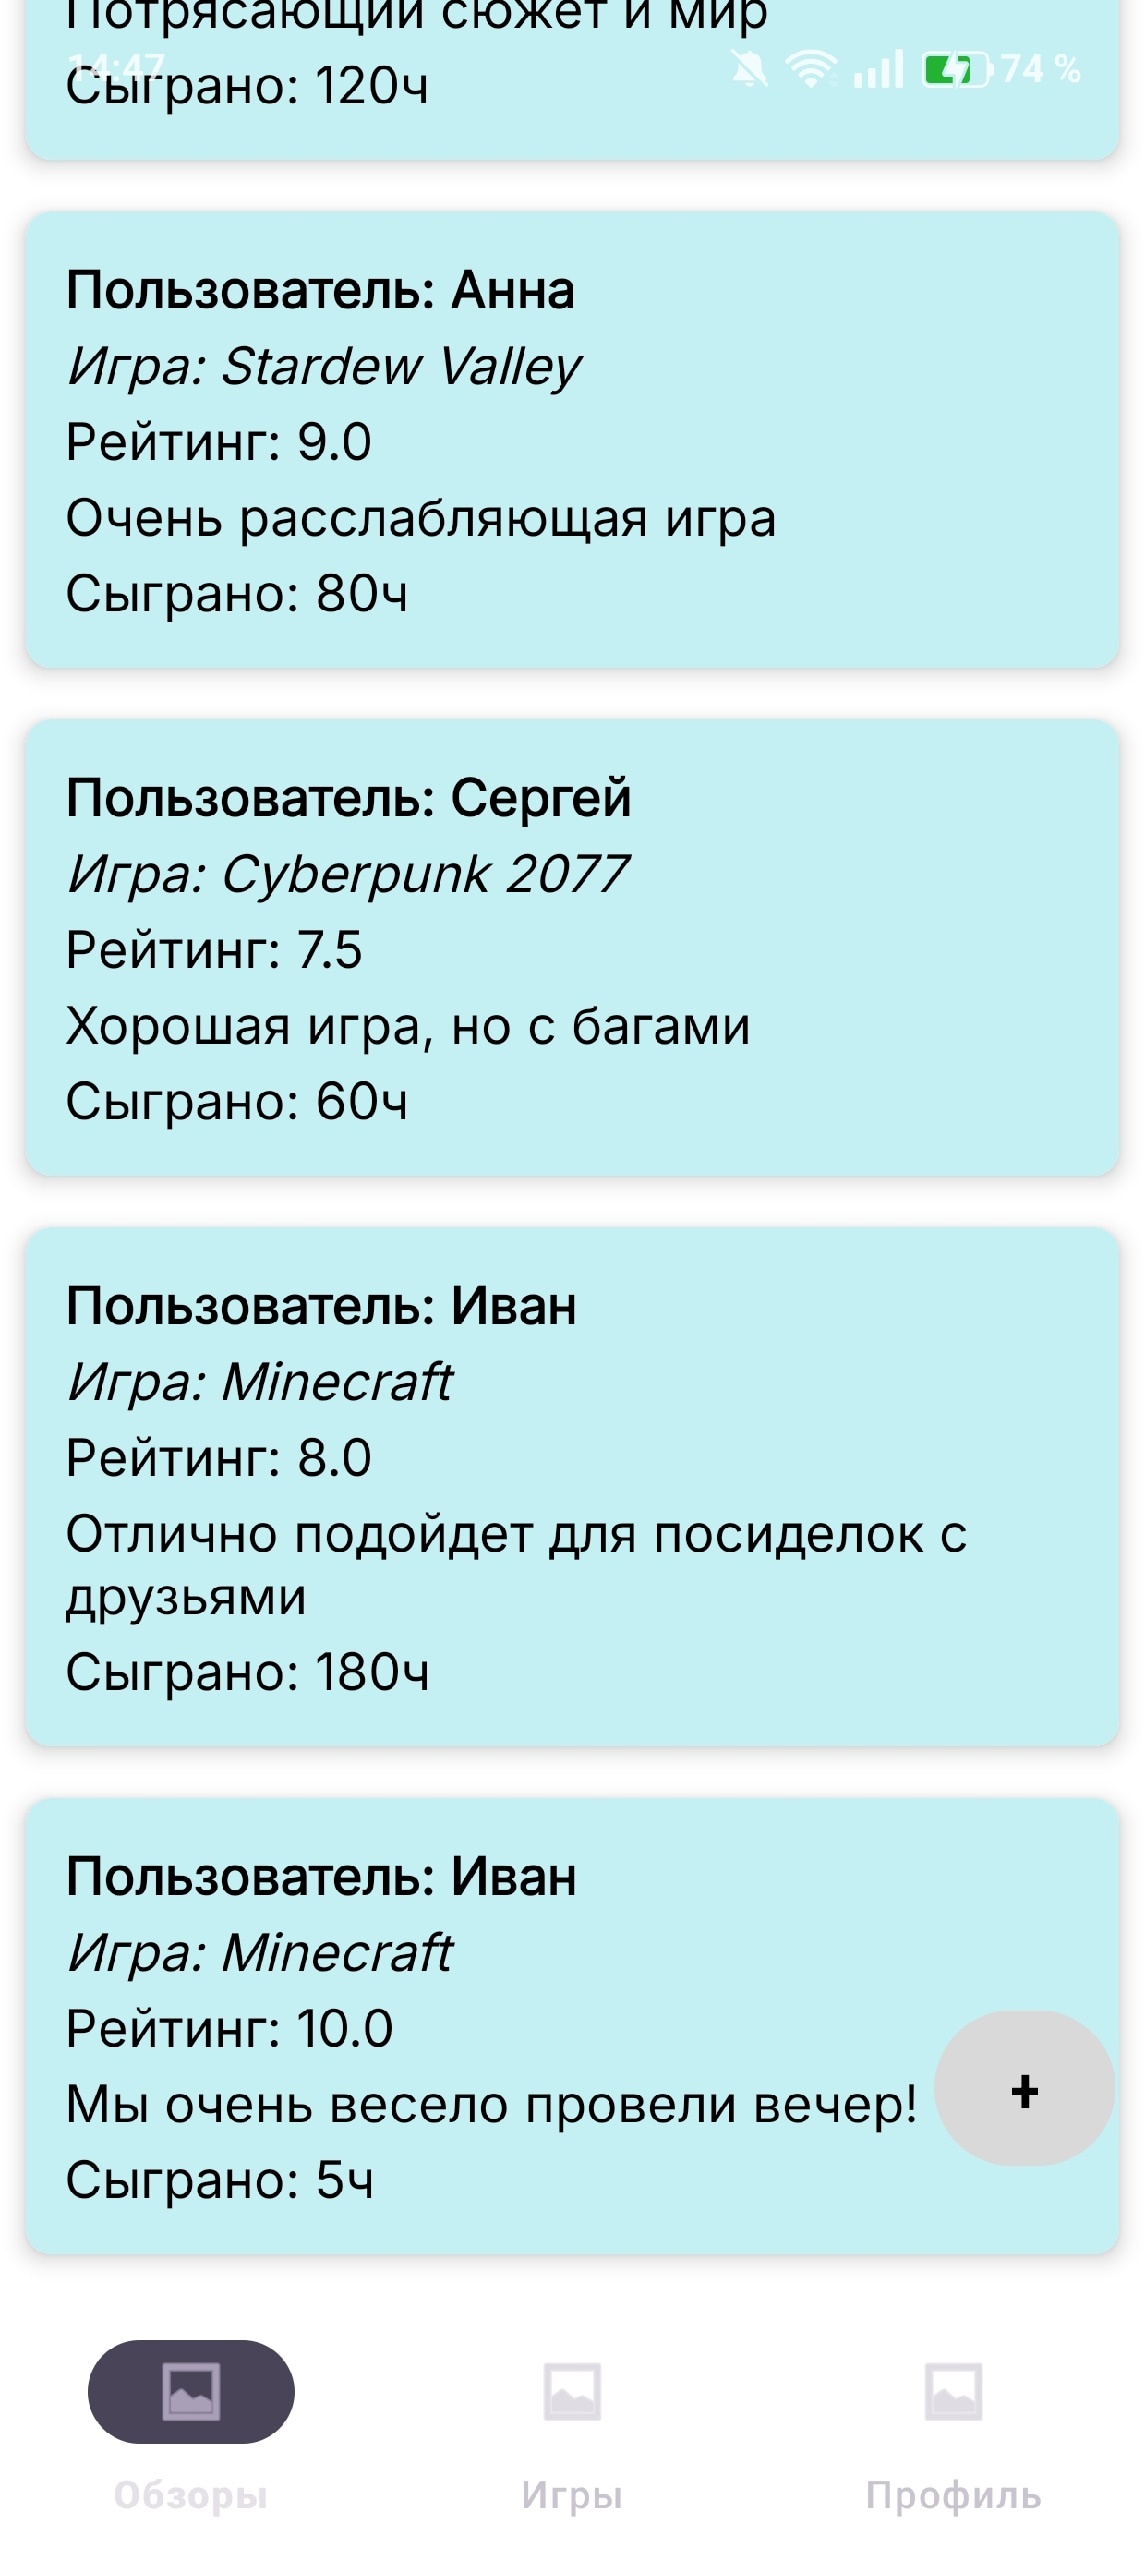 Потрясающий сюжет и мир
14:47 74 %
Сыграно: 120ч
Пользователь: Анна
Игра: Stardew Valley
Рейтинг: 9.0
Очень расслабляющая игра
Сыграно: 80ч
Пользователь: Сергей
Игра: Cyberpunk 2077
Рейтинг: 7.5
Хорошая игра, но с багами
Сыграно: 60ч
Пользователь: Иван
Игра: Minecraft
Рейтинг: 8.0
Отлично подойдет для посиделок с
друзьями
Сыграно: 180ч
Пользователь: Иван
Игра: Minecraft
Рейтинг: 10.0
Мы очень весело провели вечер!
+
Сыграно: 5ч
Обзоры Игры Профиль